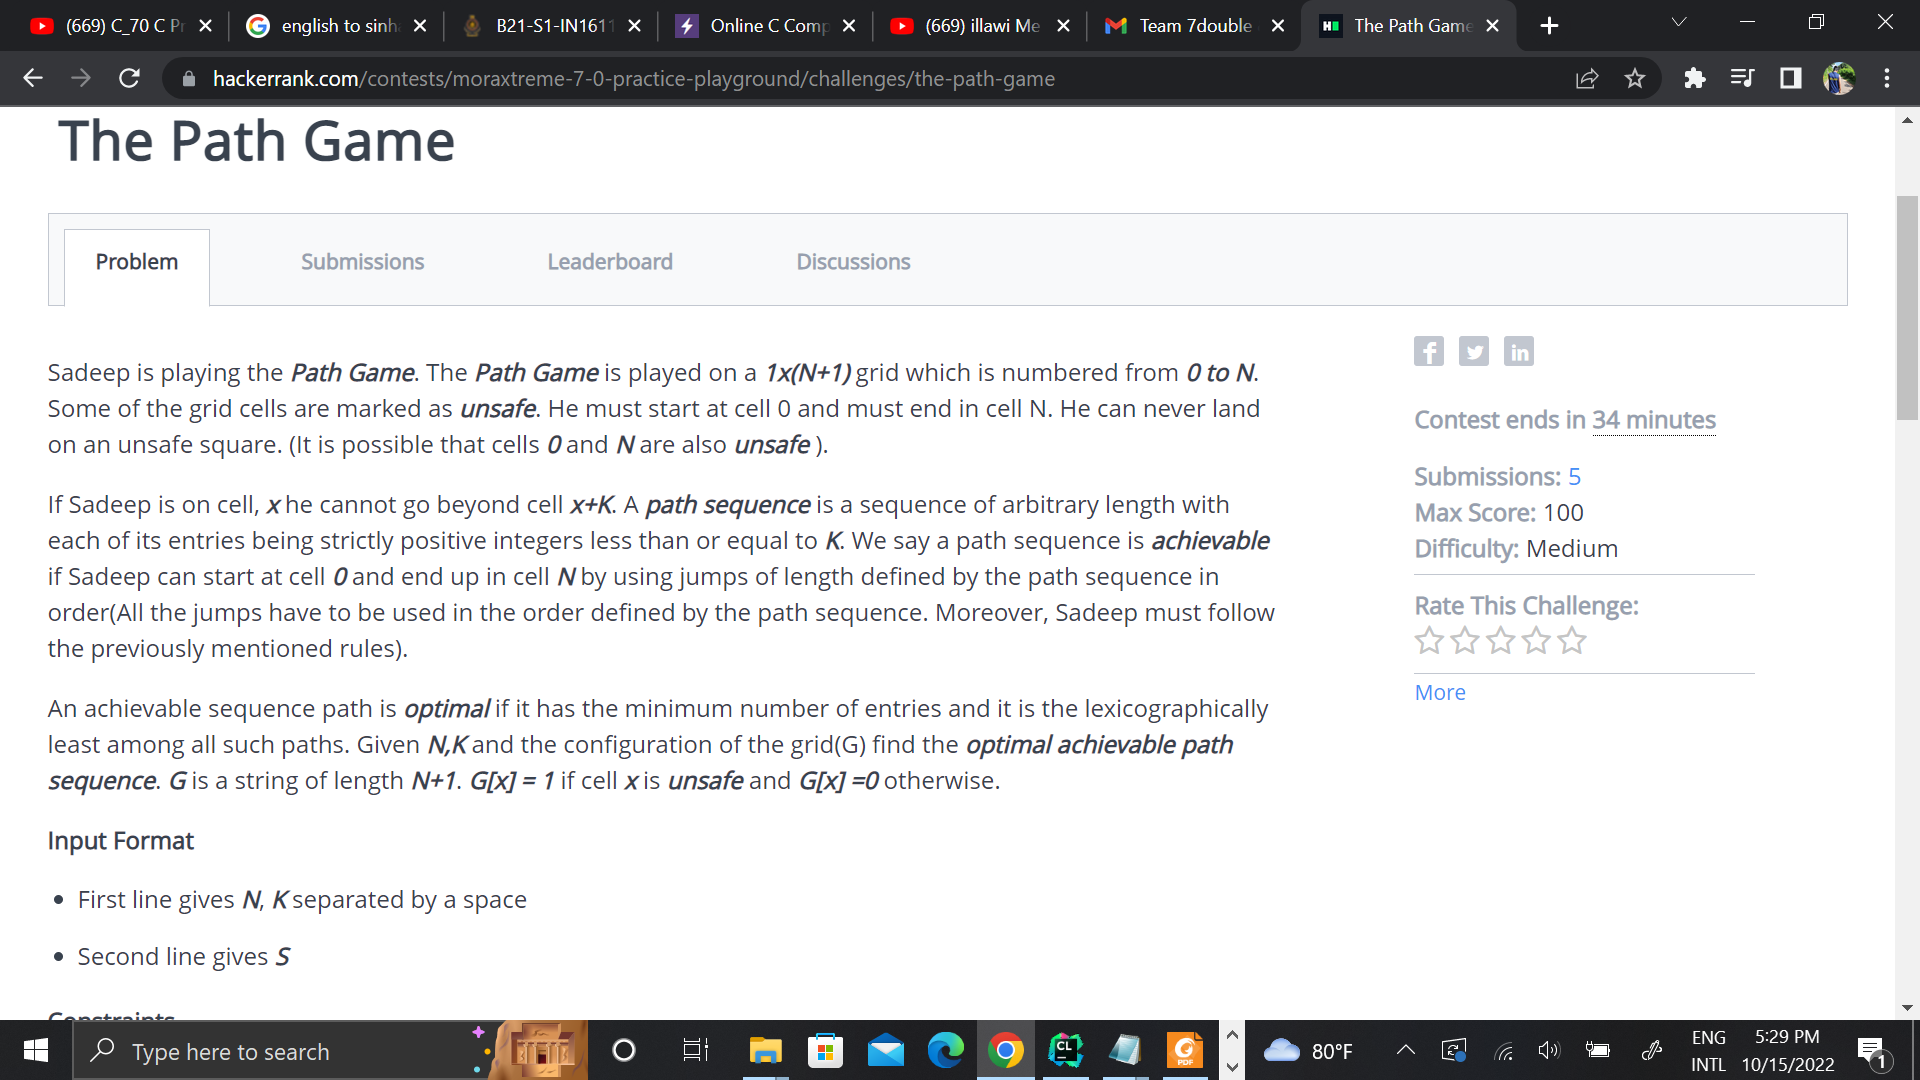 (669) C_70 C Pr
english to sinh
B21-S1-IN1611
Online C Comp
(669) illawi Me
Team 7double
The Path Game
hackerrank.com/contests/moraxtreme-7-0-practice-playground/challenges/the-path-game
The Path Game
Problem
Submissions
Leaderboard
Discussions
Sadeep is playing the Path Game. The Path Game is played on a 1x(N+1) grid which is numbered from 0 to N.
Some of the grid cells are marked as unsafe. He must start at cell 0 and must end in cell N. He can never land
on an unsafe square. (It is possible that cells 0 and N are also unsafe ).
If Sadeep is on cell, x he cannot go beyond cell x+K. A path sequence is a sequence of arbitrary length with
each of its entries being strictly positive integers less than or equal to K. We say a path sequence is achievable
if Sadeep can start at cell 0 and end up in cell N by using jumps of length defined by the path sequence in
order(All the jumps have to be used in the order defined by the path sequence. Moreover, Sadeep must follow
the previously mentioned rules).
An achievable sequence path is optimal if it has the minimum number of entries and it is the lexicographically
least among all such paths. Given N,K and the configuration of the grid(G) find the optimal achievable path
sequence. G is a string of length N+1. G[x] = 1 if cell x is unsafe and G[x] =0 otherwise.
Input Format
• First line gives N, K separated by a space
• Second line gives S
Constraints
Contest ends in 34 minutes
Submissions: 5
Max Score: 100
Difficulty: Medium
Rate This Challenge:
More
Type here to search
CL
PDF
80°F
ENG
INTL
5:29 PM
10/15/2022
1